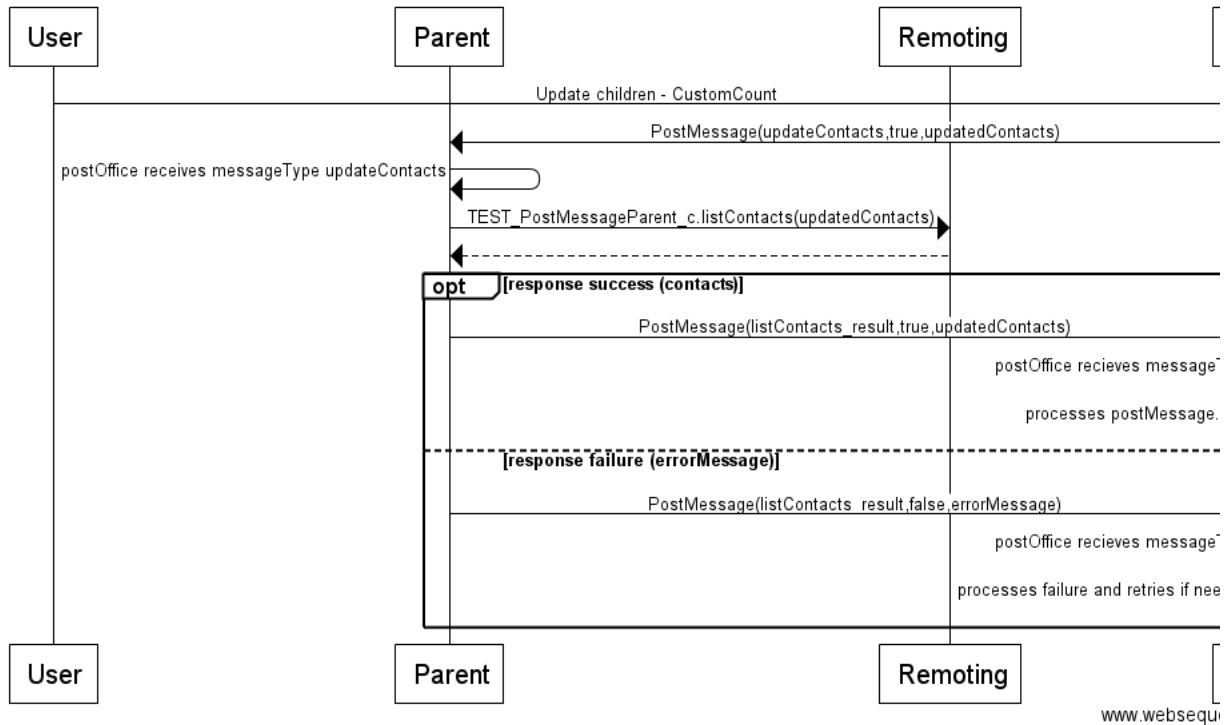 User
Parent
Remoting
Update children - CustomCount
PostMessage(updateContacts,true,updatedContacts)
postOffice receives messageType updateContacts
TEST_PostMessageParent_c.listContacts(updatedContacts)
opt
[response success (contacts)]
PostMessage(listContacts_result,true,updatedContacts)
postOffice recieves
processes postMessage.
[response failure (errorMessage)]
PostMessage(listContacts_result,false,errorMessage)
postOffice recieves
processes failure and retries if
User
Parent
Remoting